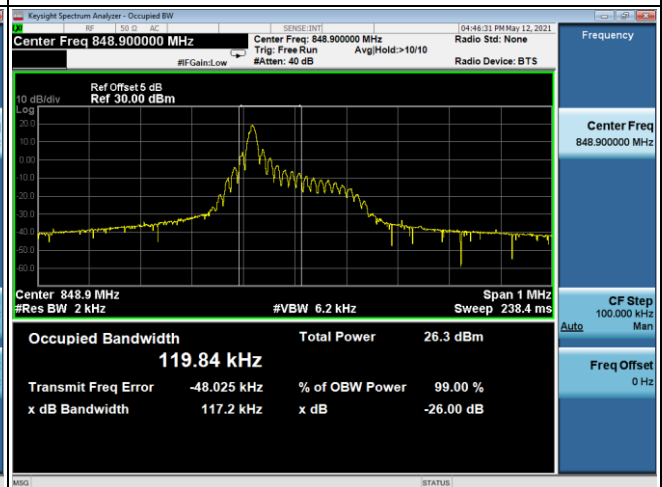 Keysight Spectrum Analyzer - Occupied BW
RF 50 Ω AC SENSE:INT 04:46:31 PM May 12, 2021
Center Freq 848.900000 MHz
Center Freq: 848.900000 MHz
Radio Std: None
Trig: Free Run Avg|Hold:>10/10
#IFGain:Low
#Atten: 40 dB
Radio Device: BTS
Frequency
Ref Offset 5 dB
10 dB/div Ref 30.00 dBm
Log
20.0
10.0
0.00
-10.0
-20.0
-30.0
-40.0
-50.0
-60.0
Center 848.9 MHz
Span 1 MHz
#Res BW 2 kHz
#VBW 6.2 kHz
Sweep 238.4 ms
Center Freq
848.900000 MHz
CF Step
100.000 kHz
Auto Man
Freq Offset
0 Hz
Occupied Bandwidth
119.84 kHz
Total Power 26.3 dBm
Transmit Freq Error -48.025 kHz
% of OBW Power 99.00 %
x dB Bandwidth 117.2 kHz
x dB -26.00 dB
MSG
STATUS